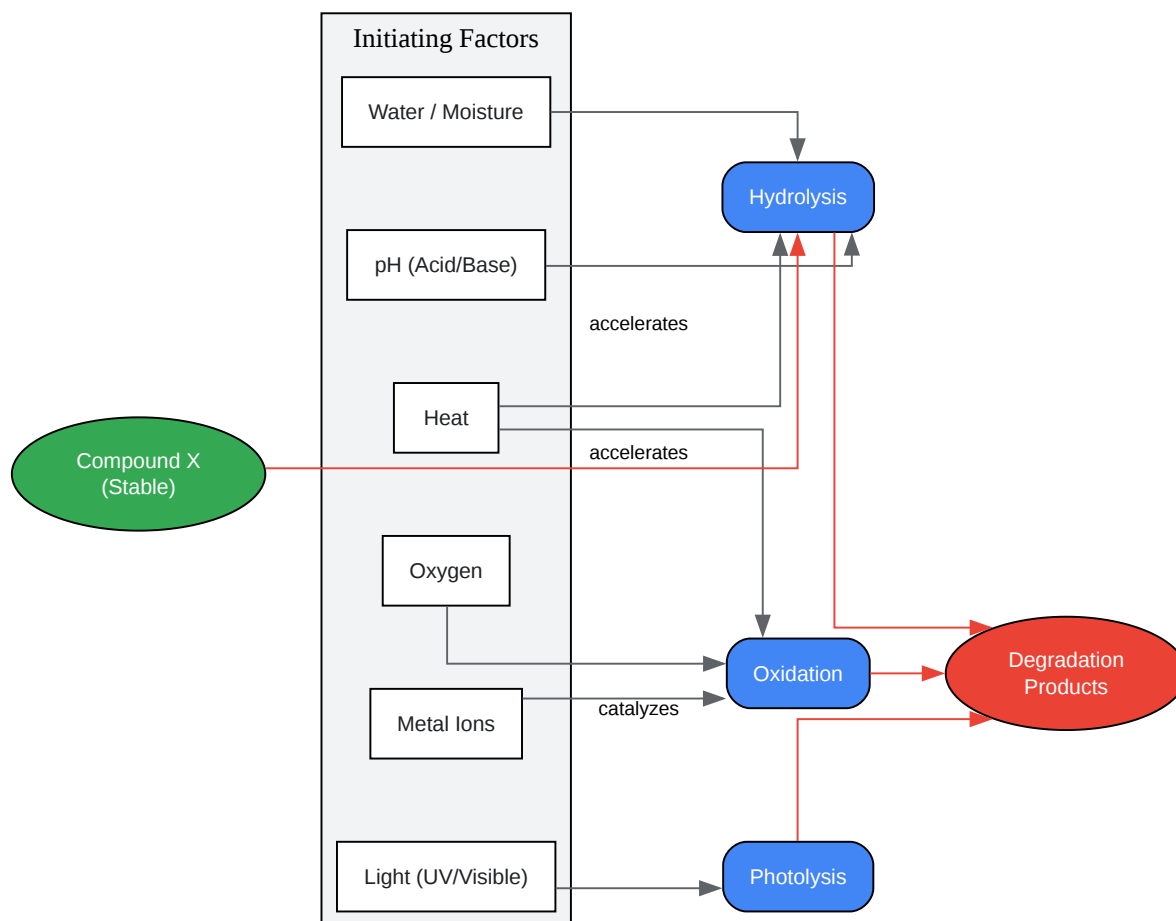 Initiating Factors
Water / Moisture
Hydrolysis
pH (Acid/Base)
accelerates
Heat
accelerates
Compound X
(Stable)
Oxygen
Oxidation
Degradation
Products
Metal Ions
catalyzes
Light (UV/Visible)
Photolysis